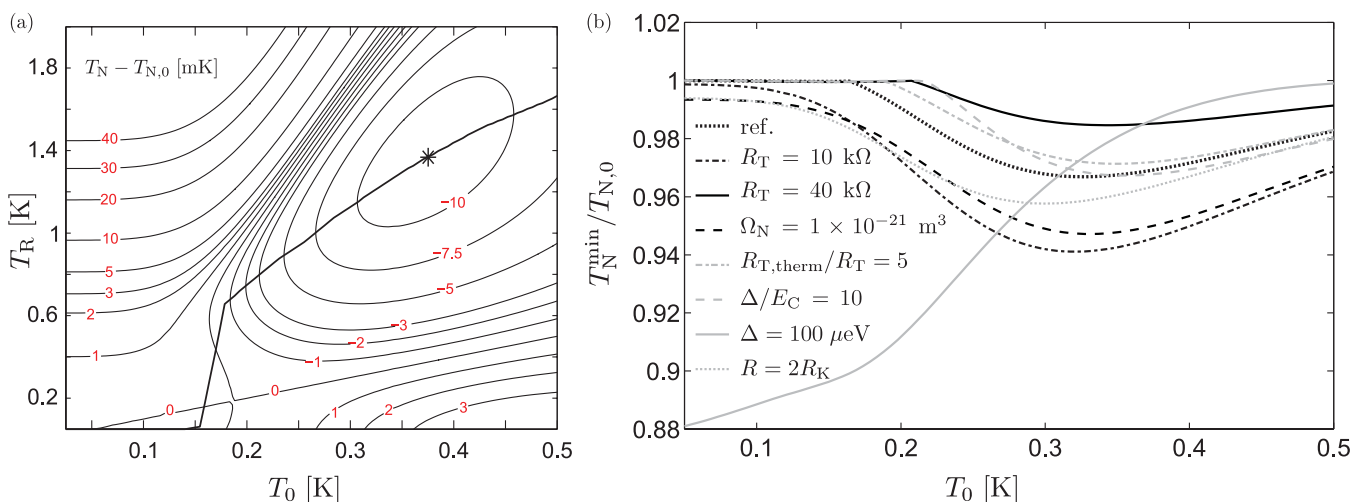 (a)
T_N − T_N,0 [mK]
40
30
20
10
5
3
2
1
0
0
−10
−7.5
−5
−3
−2
−1
0
1
2
3
1.8
1.4
1
0.6
0.2
T_R [K]
0.1 0.2 0.3 0.4 0.5
T_0 [K]
(b)
1.02
1
0.98
0.96
0.94
0.92
0.9
0.88
T_N^min/T_N,0
ref.
R_T = 10 kΩ
R_T = 40 kΩ
Ω_N = 1 × 10^−21 m^3
R_T,therm/R_T = 5
Δ/E_C = 10
Δ = 100 μeV
R = 2R_K
0.1 0.2 0.3 0.4 0.5
T_0 [K]